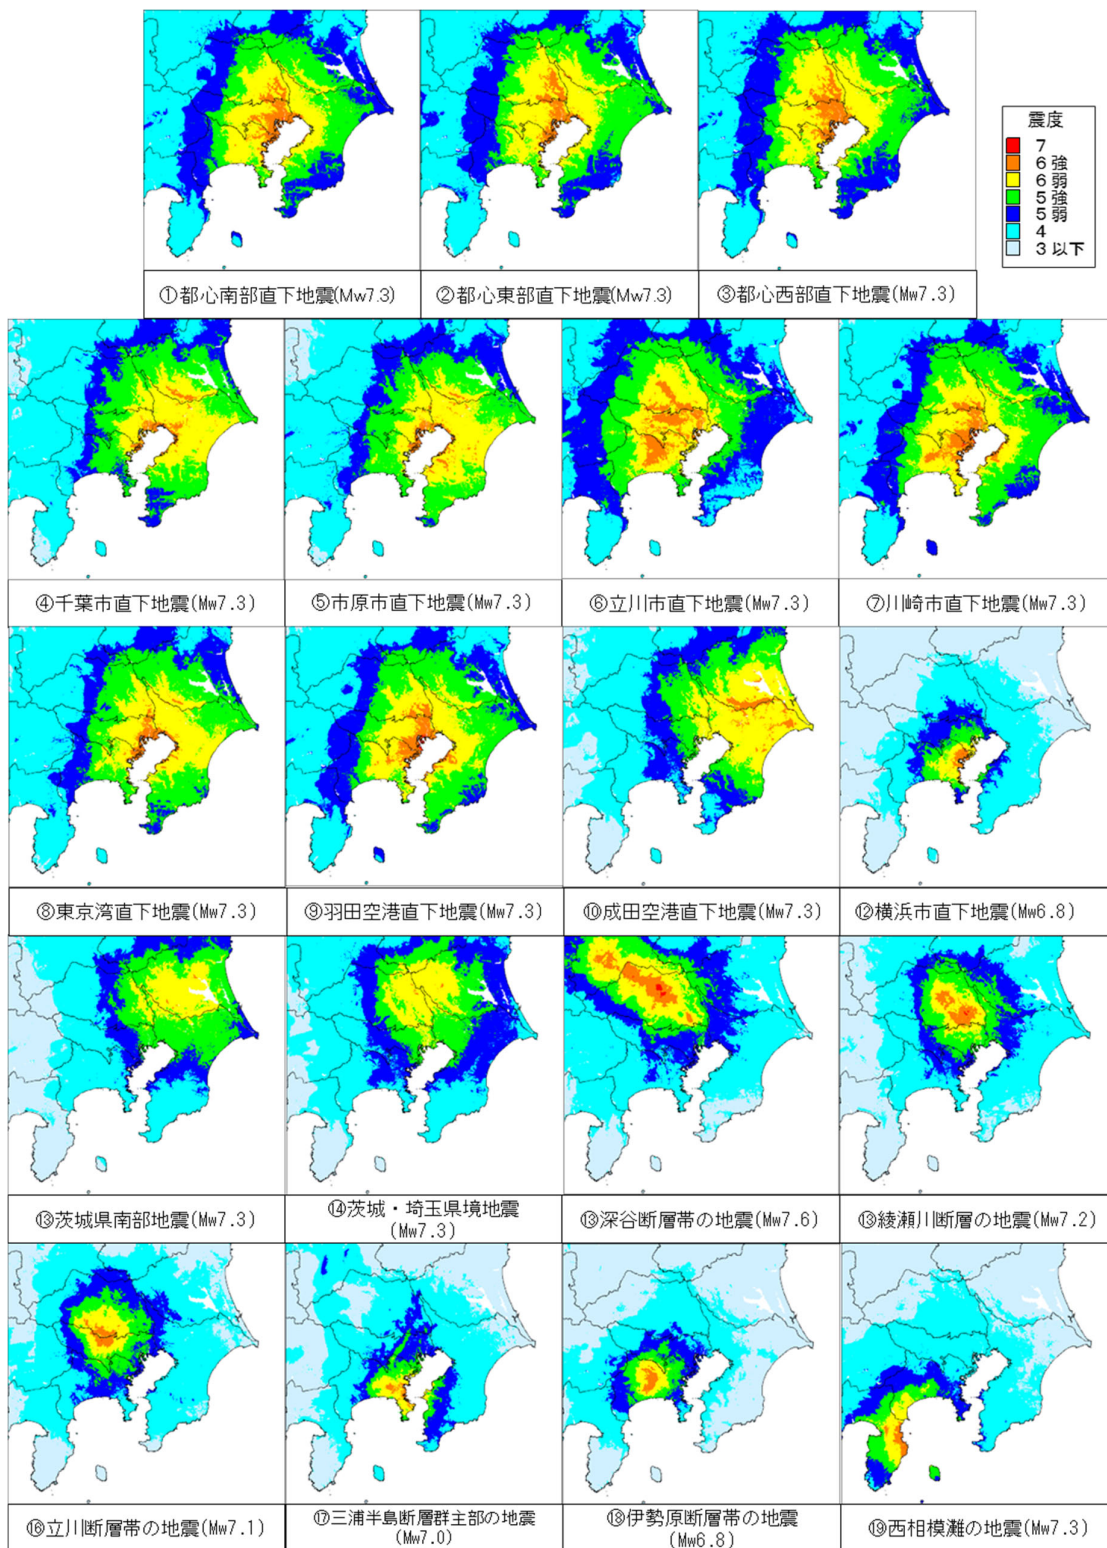 震度
7
6強
6弱
5強
5弱
4
3以下
①都心南部直下地震(Mw7.3)
②都心東部直下地震(Mw7.3)
③都心西部直下地震(Mw7.3)
④千葉市直下地震(Mw7.3)
⑤市原市直下地震(Mw7.3)
⑥立川市直下地震(Mw7.3)
⑦川崎市直下地震(Mw7.3)
⑧東京湾直下地震(Mw7.3)
⑨羽田空港直下地震(Mw7.3)
⑩成田空港直下地震(Mw7.3)
⑫横浜市直下地震(Mw6.8)
⑬茨城県南部地震(Mw7.3)
⑭茨城・埼玉県境地震
(Mw7.3)
⑬深谷断層帯の地震(Mw7.6)
⑬綾瀬川断層の地震(Mw7.2)
⑯立川断層帯の地震(Mw7.1)
⑰三浦半島断層群主部の地震
(Mw7.0)
⑱伊勢原断層帯の地震
(Mw6.8)
⑲西相模灘の地震(Mw7.3)